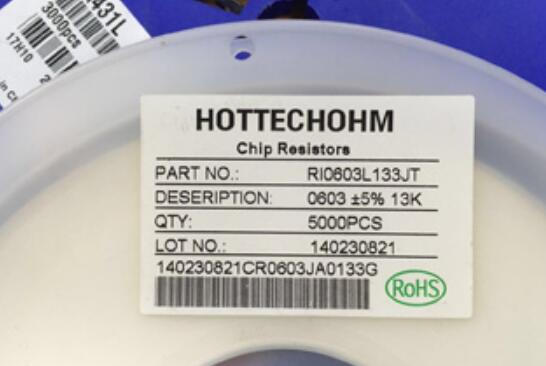 431L
3000pcs
17H10
HOTTECHOHM
Chip Resistors
PART NO.: RI0603L133JT
DESERIPTION: 0603 ±5% 13K
QTY: 5000PCS
LOT NO.: 140230821
140230821CR0603JA0133G
RoHS